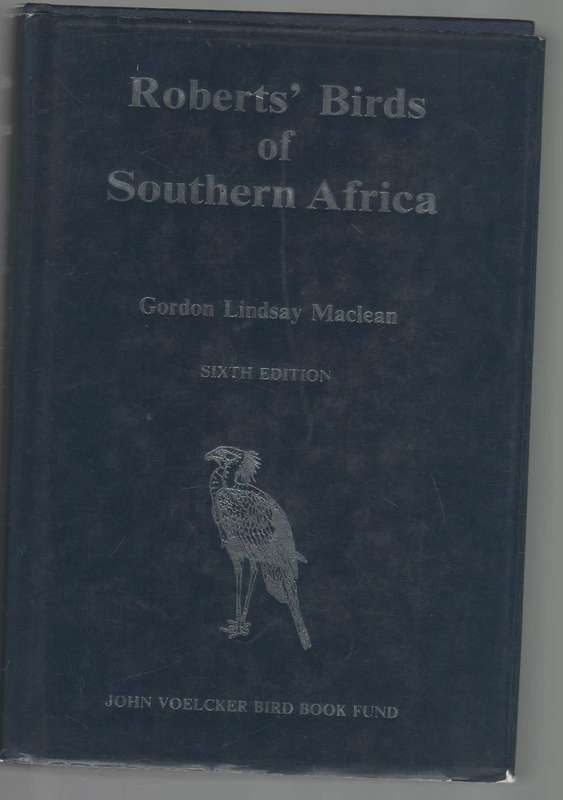 Roberts' Birds
of
Southern Africa
Gordon Lindsay Maclean
SIXTH EDITION
JOHN VOELCKER BIRD BOOK FUND